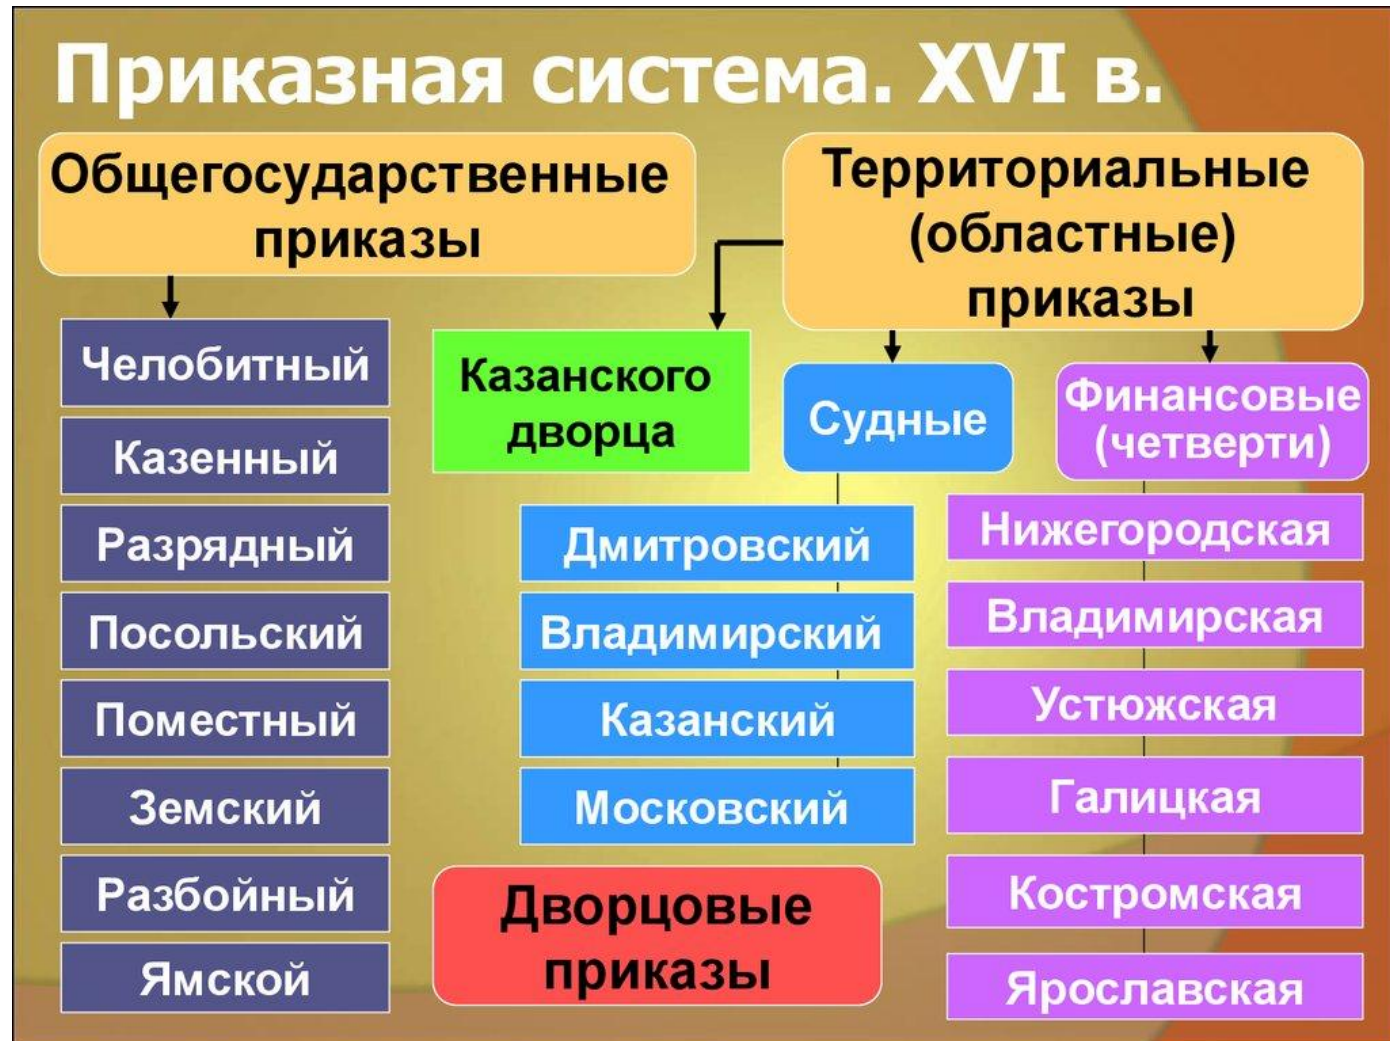 Приказная система. XVI в.
Общегосударственные
приказы
Территориальные
(областные)
приказы
Челобитный
Казенный
Разрядный
Посольский
Поместный
Земский
Разбойный
Ямской
Казанского
дворца
Судные
Дмитровский
Владимирский
Казанский
Московский
Финансовые
(четверти)
Нижегородская
Владимирская
Устюжская
Галицкая
Костромская
Ярославская
Дворцовые
приказы